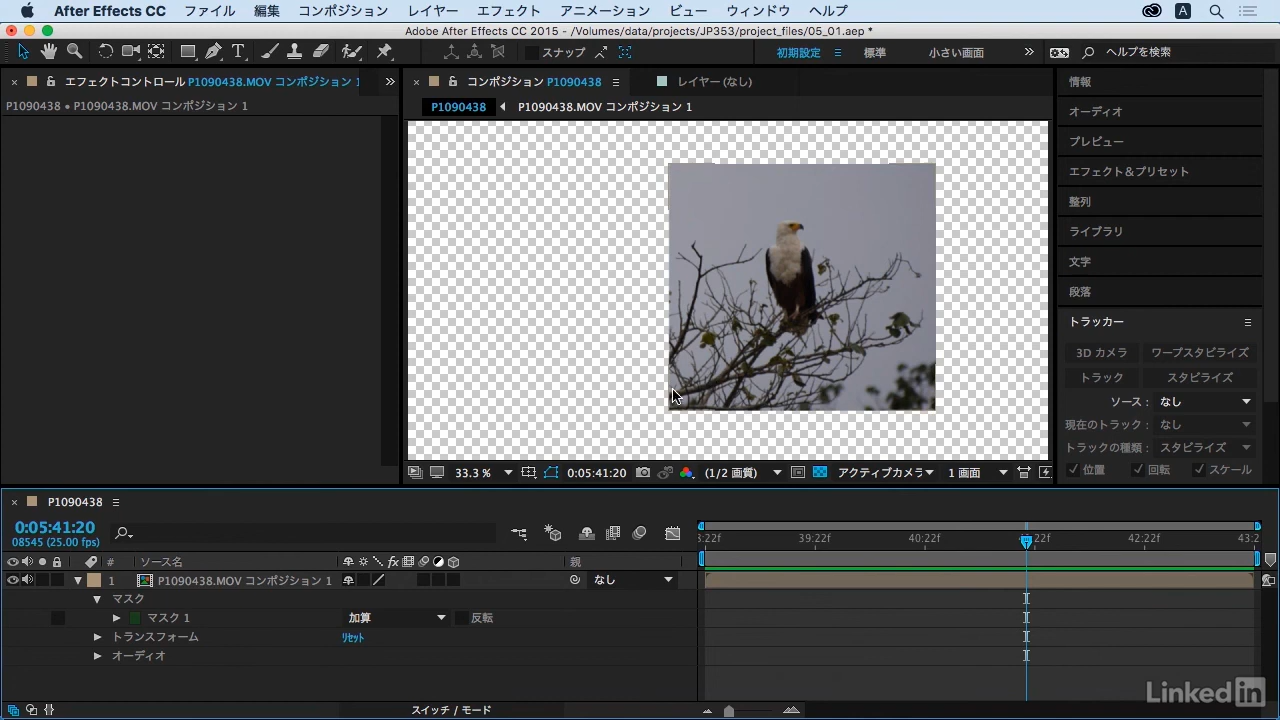 After Effects CC ファイル 編集 コンポジション レイヤー エフェクト アニメーション ビュー ウィンドウ ヘルプ
Adobe After Effects CC 2015 - /Volumes/data/projects/JP353/project_files/05_01.aep *
スナップ 初期設定 標準 小さい画面 ヘルプを検索
エフェクトコントロール P1090438.MOV コンポジション 1
コンポジション P1090438
レイヤー (なし)
情報
P1090438 • P1090438.MOV コンポジション 1
P1090438 P1090438.MOV コンポジション 1
オーディオ
プレビュー
エフェクト＆プリセット
整列
ライブラリ
文字
段落
トラッカー
3D カメラ ワープスタビライズ
トラック スタビライズ
ソース : なし
現在のトラック : なし
トラックの種類 : スタビライズ
位置 回転 スケール
33.3 % 0:05:41:20 (1/2 画質) アクティブカメラ 1 画面
P1090438
0:05:41:20
08545 (25.00 fps)
39:22f 40:22f 42:22f 43:2
# ソース名 fx 親
1 P1090438.MOV コンポジション 1 なし
マスク
マスク 1 加算 反転
トランスフォーム リセット
オーディオ
スイッチ / モード
Linked in